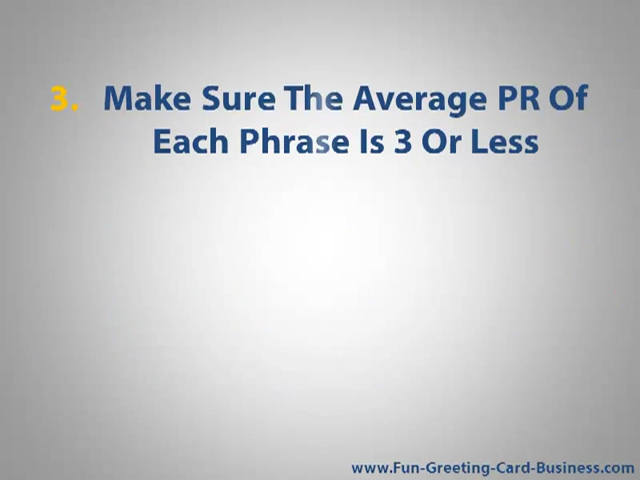 3. Make Sure The Average PR Of
Each Phrase Is 3 Or Less
www.Fun-Greeting-Card-Business.com